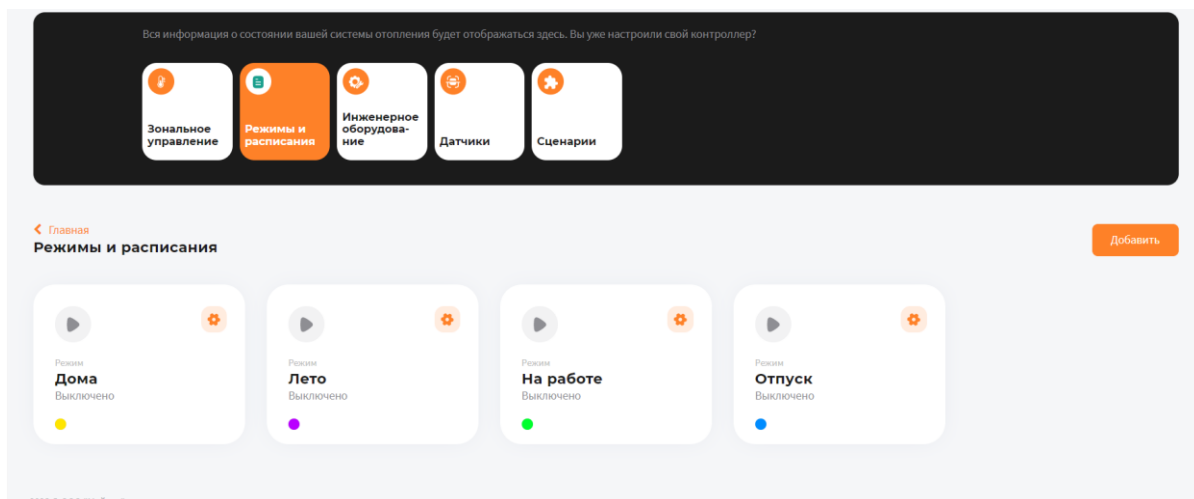 Вся информация о состоянии вашей системы отопления будет отображаться здесь. Вы уже настроили свой контроллер?
Зональное
управление
Режимы и
расписания
Инженерное
оборудова-
ние
Датчики
Сценарии
Главная
Режимы и расписания
Добавить
Режим
Дома
Выключено
Режим
Лето
Выключено
Режим
На работе
Выключено
Режим
Отпуск
Выключено